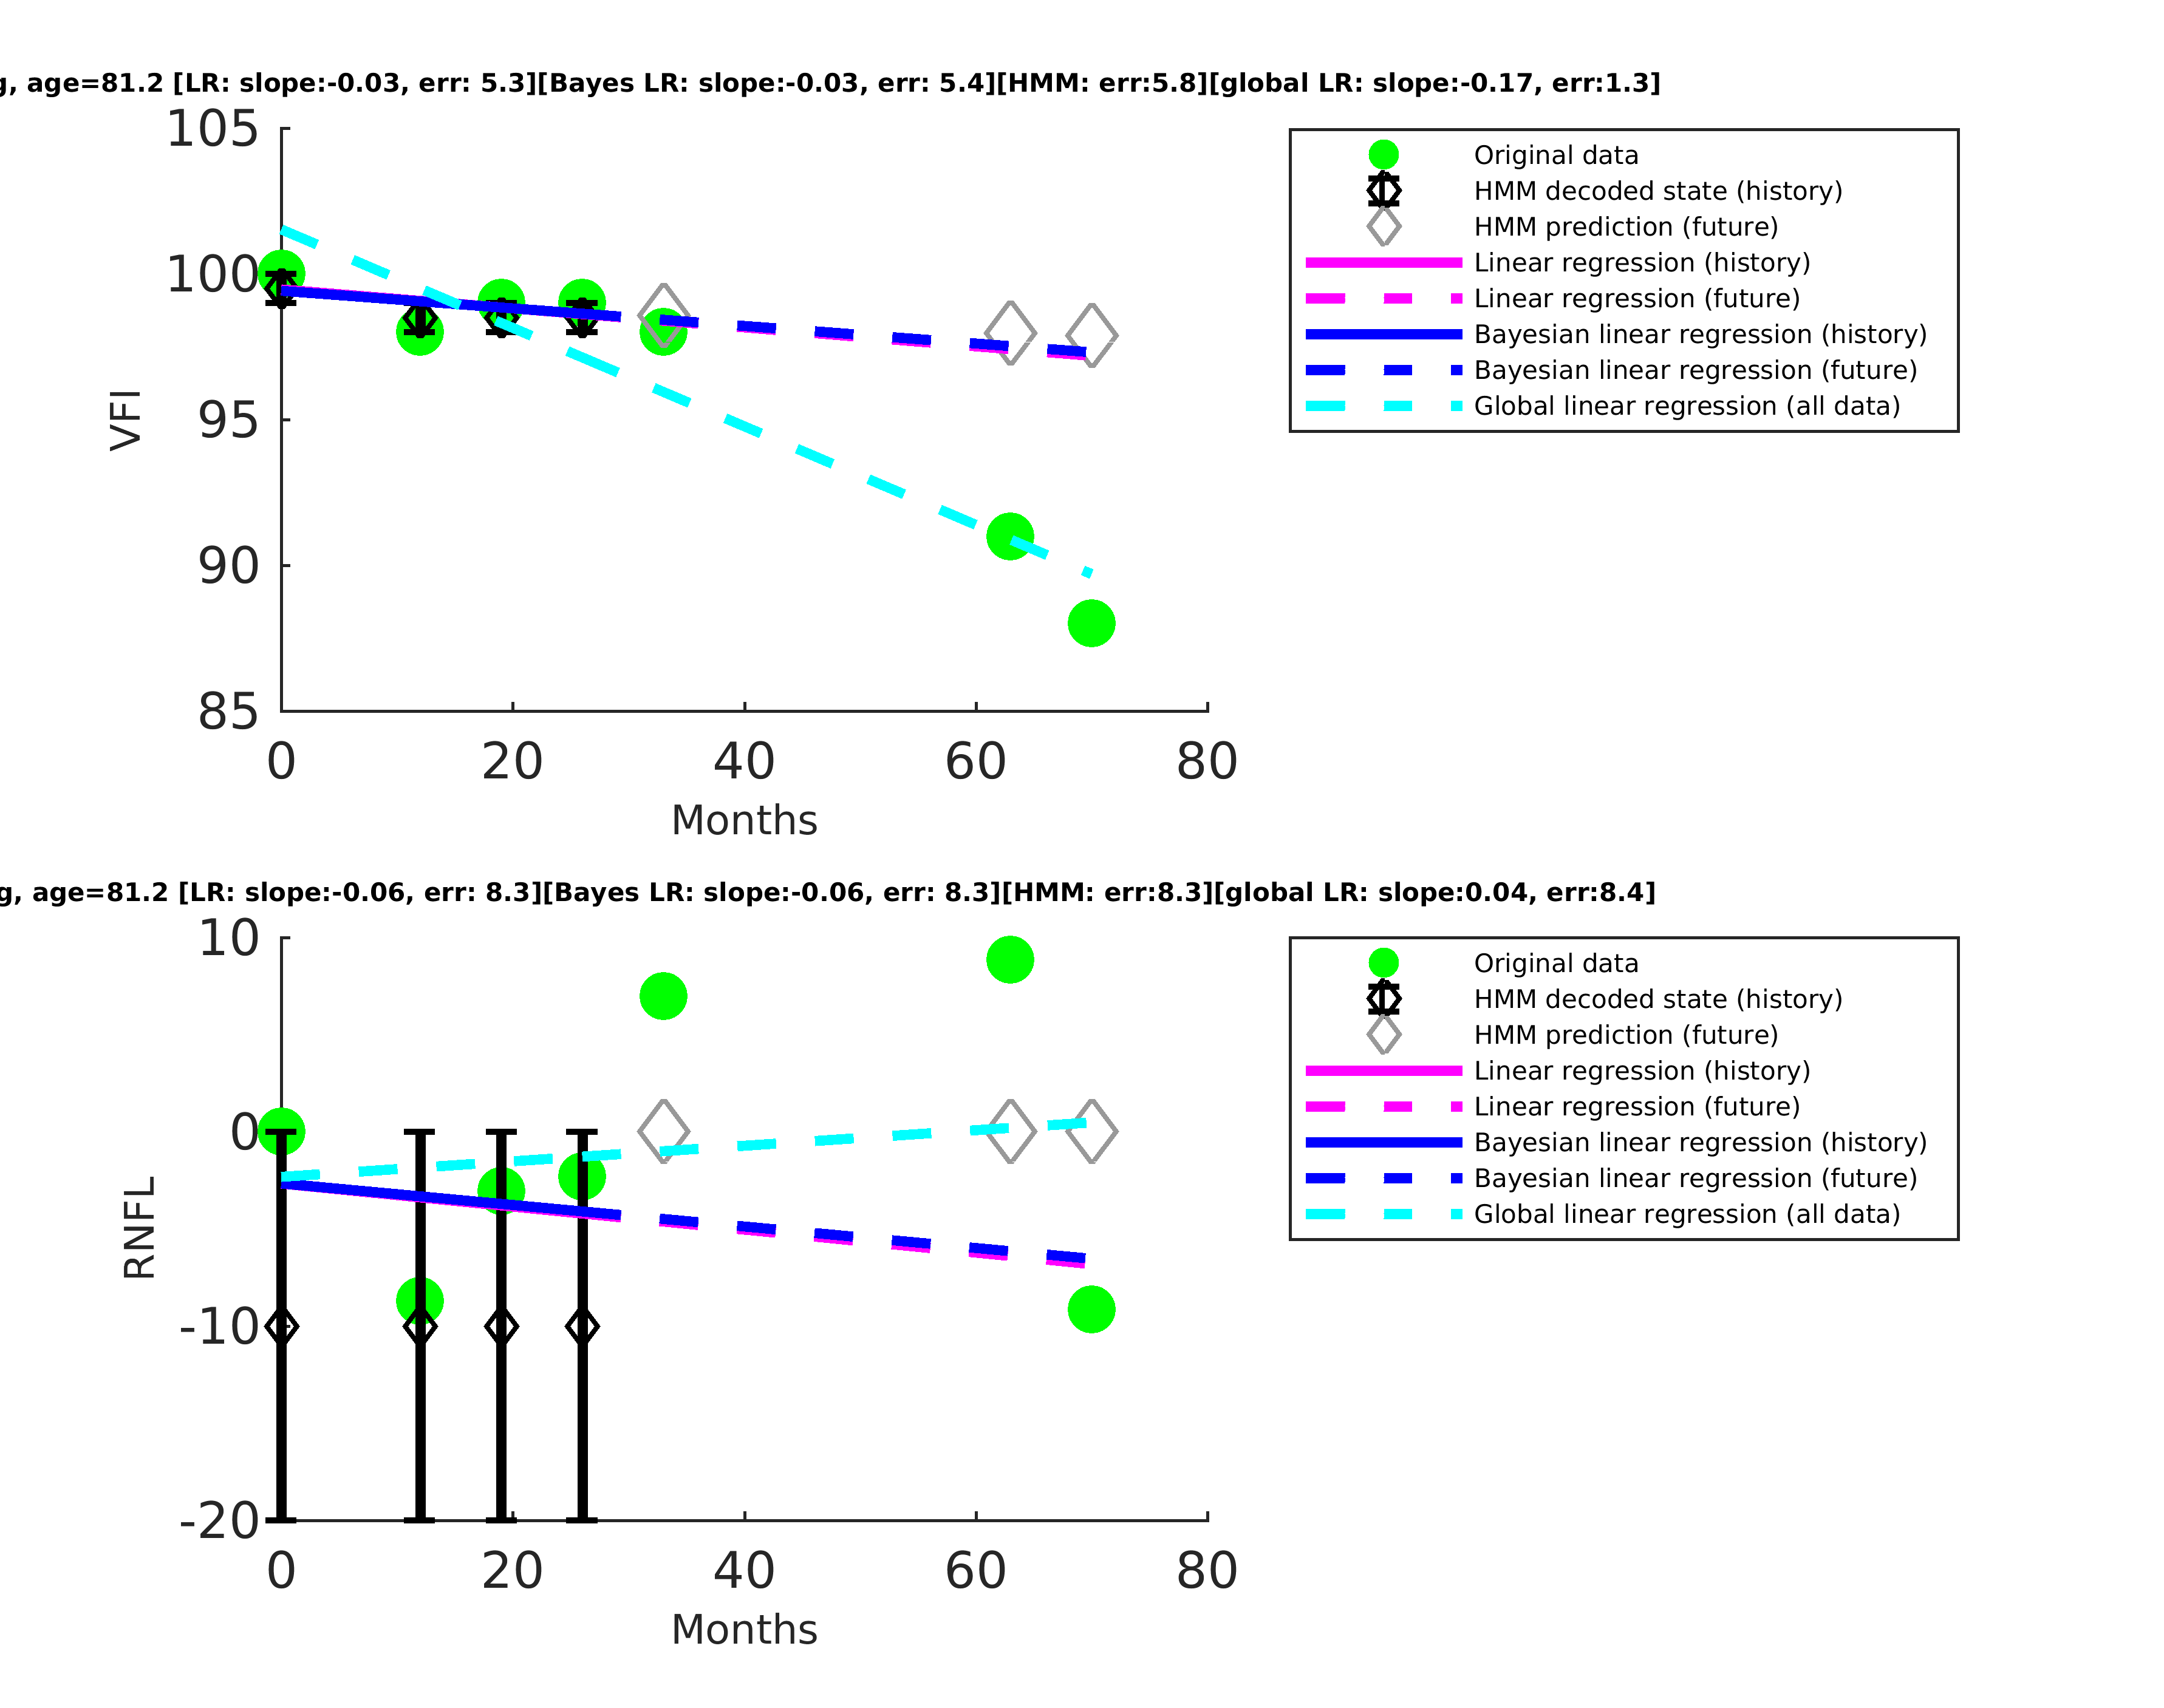 age=81.2 [LR: slope:-0.03, err: 5.3][Bayes LR: slope:-0.03, err: 5.4][HMM: err:5.8][global LR: slope:-0.17, err:1.3]
105
100
95
90
85
VFI
0 20 40 60 80
Months
Original data
HMM decoded state (history)
HMM prediction (future)
Linear regression (history)
Linear regression (future)
Bayesian linear regression (history)
Bayesian linear regression (future)
Global linear regression (all data)
age=81.2 [LR: slope:-0.06, err: 8.3][Bayes LR: slope:-0.06, err: 8.3][HMM: err:8.3][global LR: slope:0.04, err:8.4]
10
0
-10
-20
RNFL
0 20 40 60 80
Months
Original data
HMM decoded state (history)
HMM prediction (future)
Linear regression (history)
Linear regression (future)
Bayesian linear regression (history)
Bayesian linear regression (future)
Global linear regression (all data)